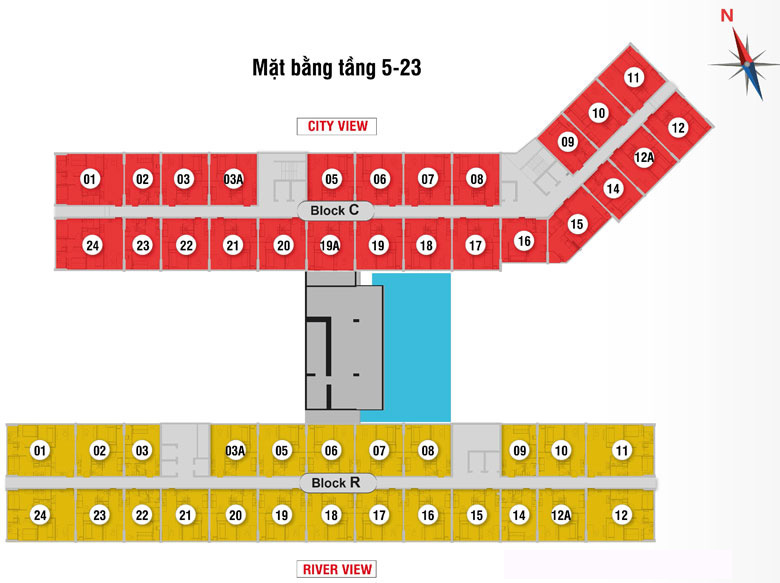 N
Mặt bằng tầng 5-23
CITY VIEW
11
10
12
09
12A
01 02 03 03A 05 06 07 08
14
Block C
15
24 23 22 21 20 19A 19 18 17 16
01 02 03 03A 05 06 07 08 09 10 11
Block R
24 23 22 21 20 19 18 17 16 15 14 12A 12
RIVER VIEW